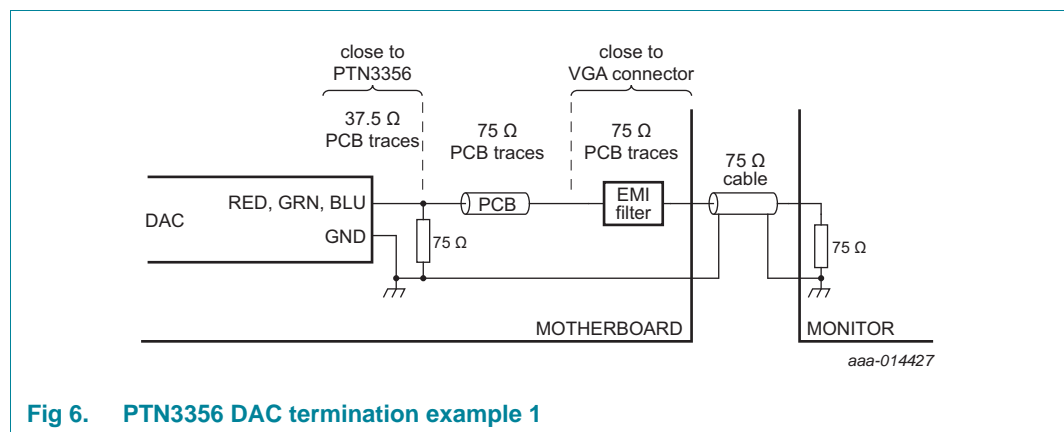 close to
PTN3356
close to
VGA connector
37.5 Ω
PCB traces
75 Ω
PCB traces
75 Ω
PCB traces
75 Ω
cable
DAC
RED, GRN, BLU
GND
75 Ω
PCB
EMI
filter
75 Ω
MOTHERBOARD
MONITOR
aaa-014427
Fig 6. PTN3356 DAC termination example 1